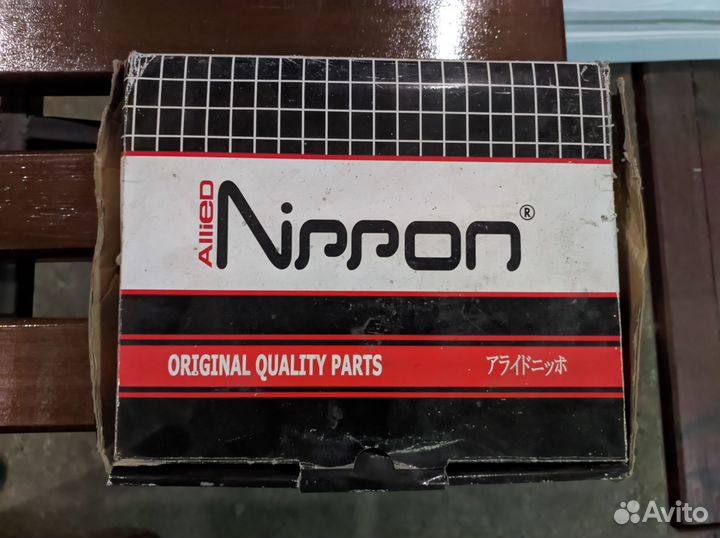 Allied Nippon®
ORIGINAL QUALITY PARTS アライドニッポ
Avito